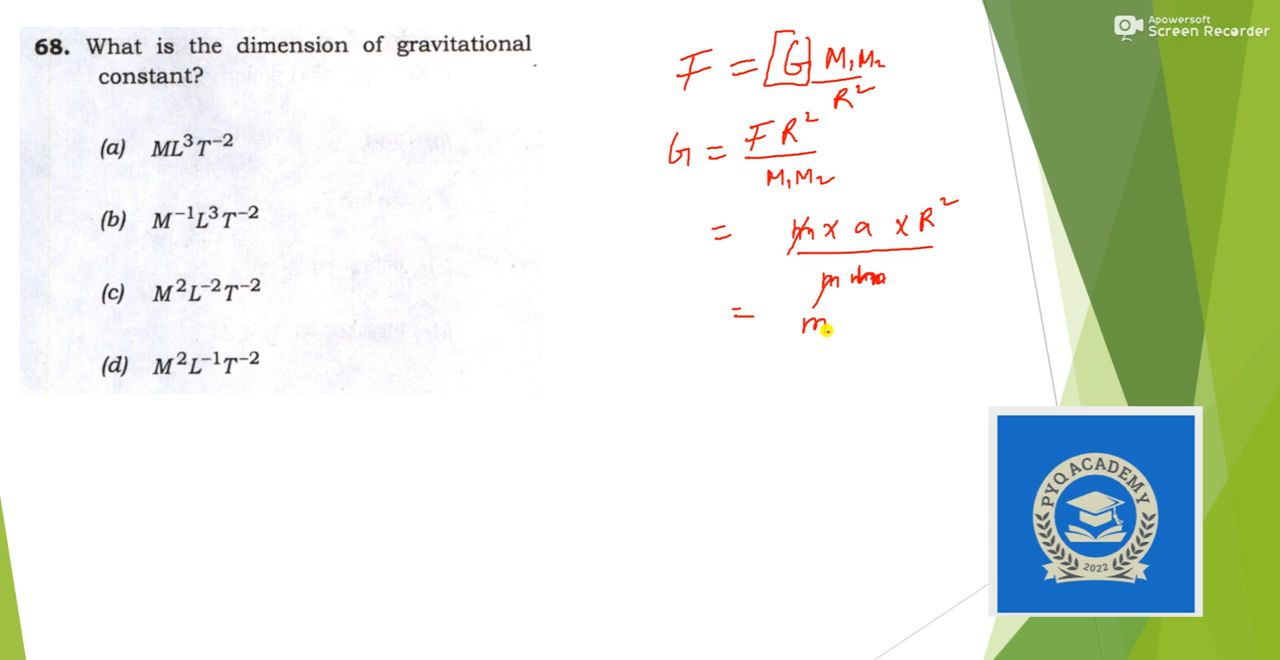 68. What is the dimension of gravitational
constant?
(a) ML³T⁻²
(b) M⁻¹L³T⁻²
(c) M²L⁻²T⁻²
(d) M²L⁻¹T⁻²
F = [G] M₁M₂
R²
G = F R²
M₁M₂
= m x a x R²
m
= m
Apowersoft
Screen Recorder
PYQ ACADEMY
2022